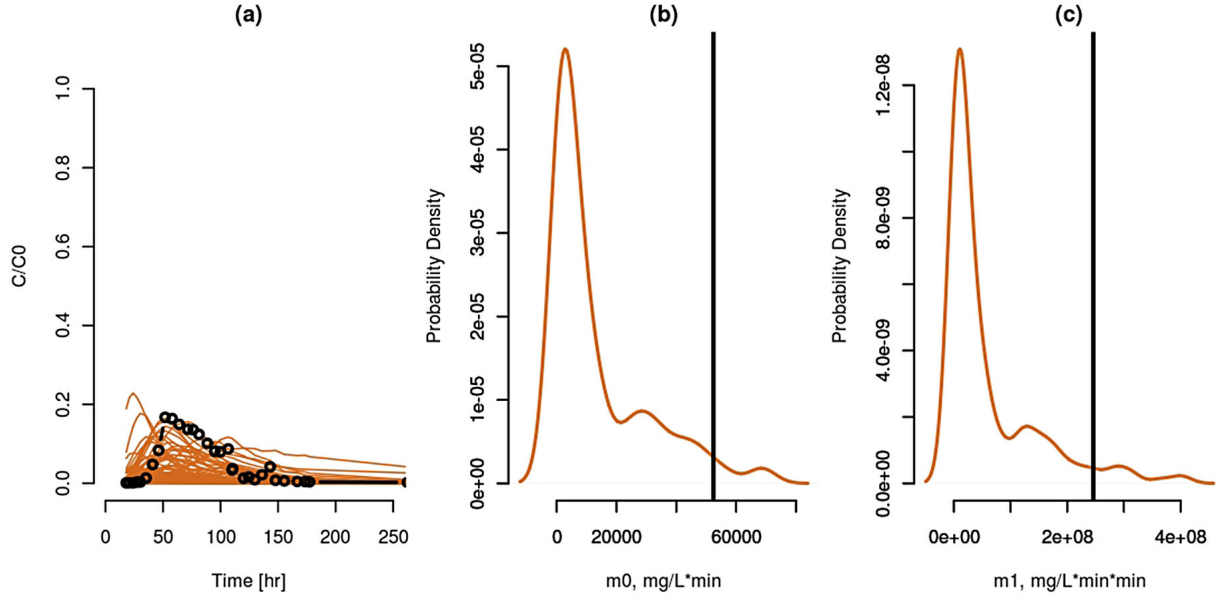 (a)
C/C0
0.0
0.2
0.4
0.6
0.8
1.0
0 50 100 150 200 250
Time [hr]
(b)
Probability Density
0e+00
1e-05
2e-05
3e-05
4e-05
5e-05
0 20000 60000
m0, mg/L*min
(c)
Probability Density
0.0e+00
4.0e-09
8.0e-09
1.2e-08
0e+00 2e+08 4e+08
m1, mg/L*min*min